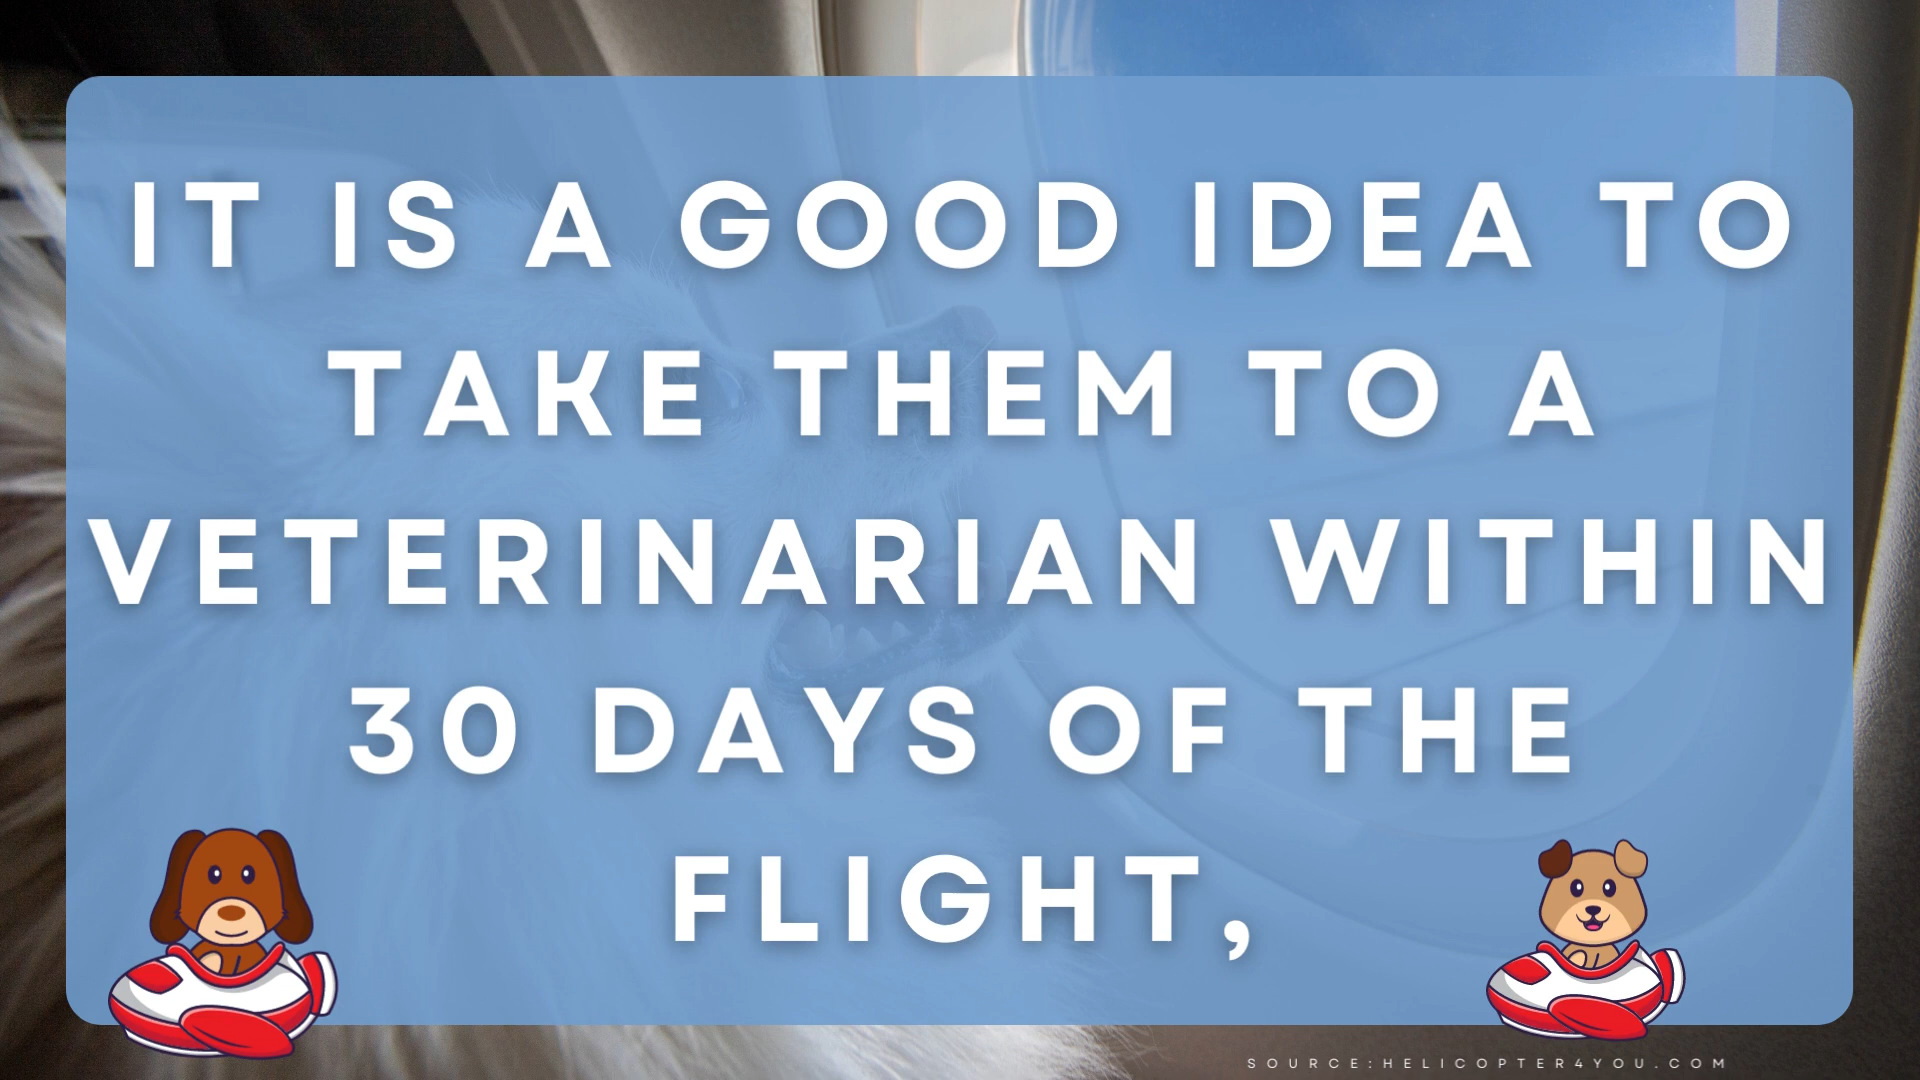 IT IS A GOOD IDEA TO
TAKE THEM TO A
VETERINARIAN WITHIN
30 DAYS OF THE
FLIGHT,
SOURCE:HELICOPTER4YOU.COM